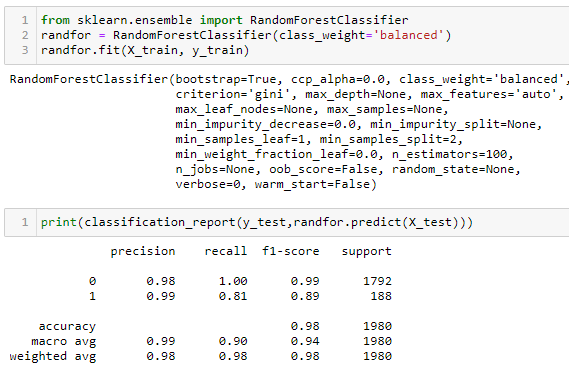 1 from sklearn.ensemble import RandomForestClassifier
2 randfor = RandomForestClassifier(class_weight='balanced')
3 randfor.fit(X_train, y_train)
RandomForestClassifier(bootstrap=True, ccp_alpha=0.0, class_weight='balanced',
criterion='gini', max_depth=None, max_features='auto',
max_leaf_nodes=None, max_samples=None,
min_impurity_decrease=0.0, min_impurity_split=None,
min_samples_leaf=1, min_samples_split=2,
min_weight_fraction_leaf=0.0, n_estimators=100,
n_jobs=None, oob_score=False, random_state=None,
verbose=0, warm_start=False)
1 print(classification_report(y_test,randfor.predict(X_test)))
precision recall f1-score support
0 0.98 1.00 0.99 1792
1 0.99 0.81 0.89 188
accuracy 0.98 1980
macro avg 0.99 0.90 0.94 1980
weighted avg 0.98 0.98 0.98 1980